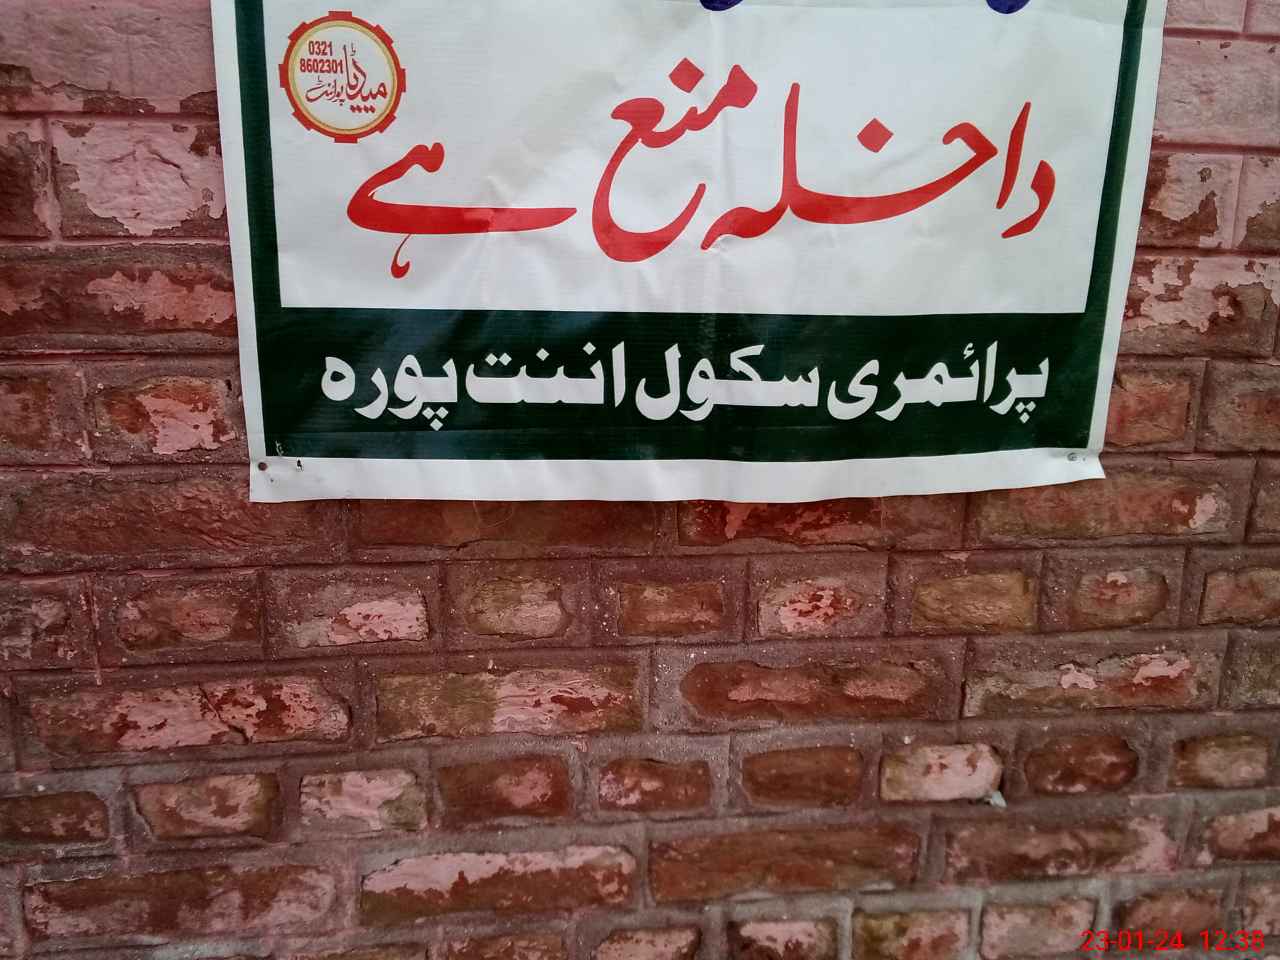 0321
8602301
میڈیا
پوائنٹ
داخلہ منع ہے
پرائمری سکول اننت پورہ
23-01-24 12:38